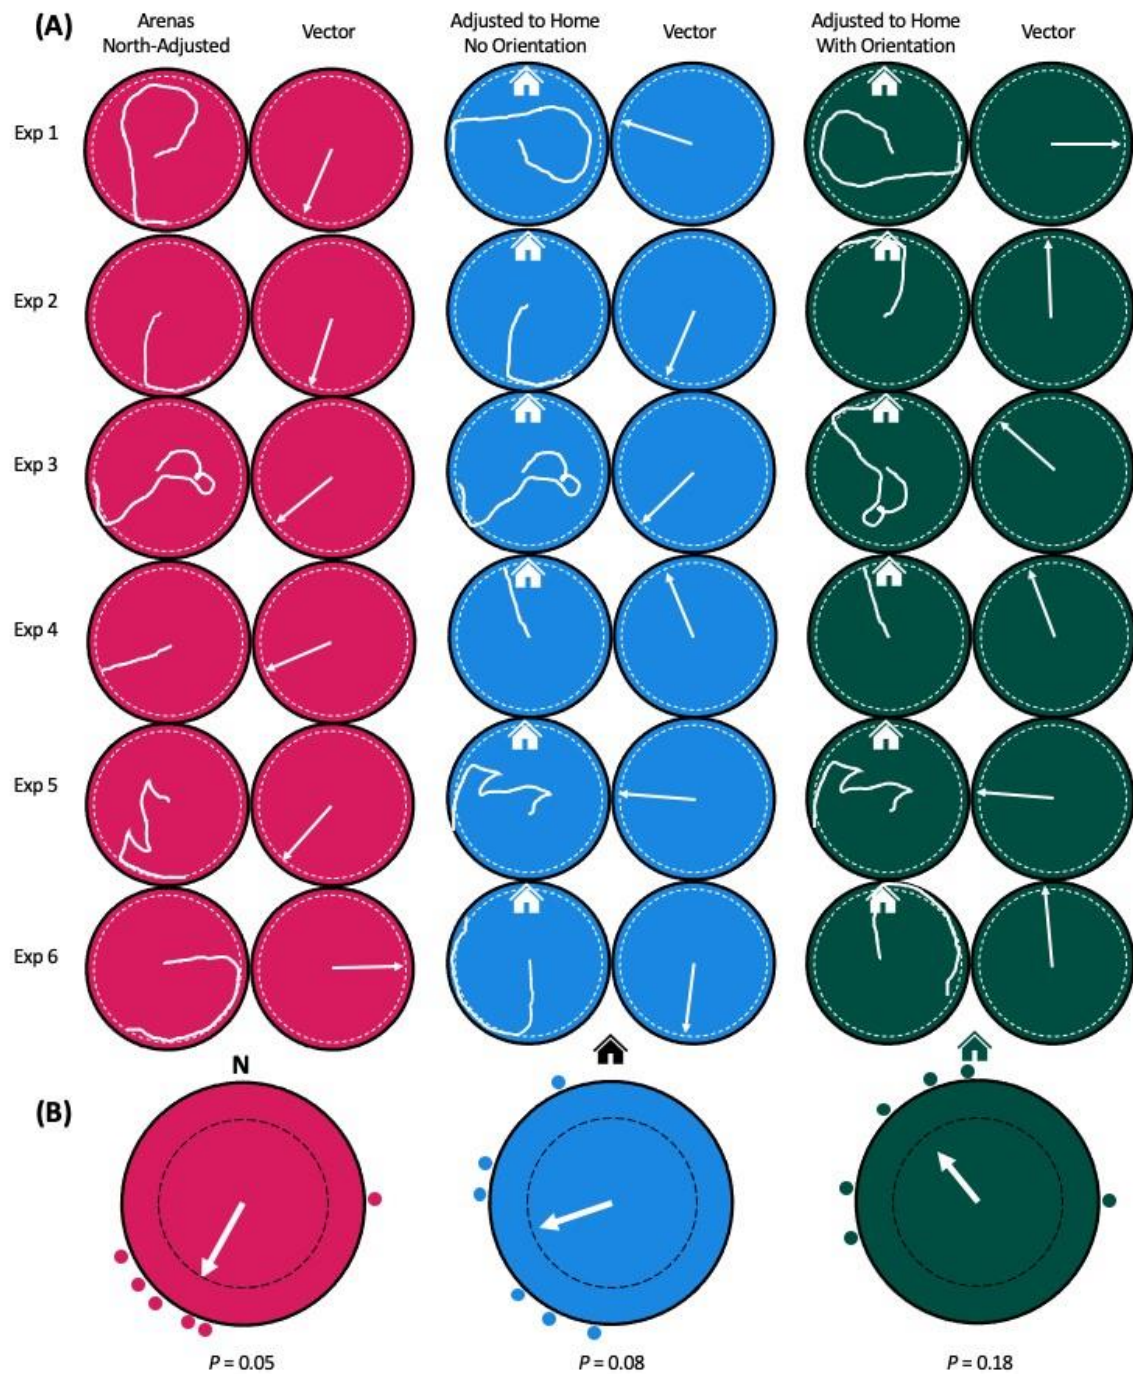 (A)
Arenas
North-Adjusted
Vector
Adjusted to Home
No Orientation
Vector
Adjusted to Home
With Orientation
Vector
Exp 1
Exp 2
Exp 3
Exp 4
Exp 5
Exp 6
(B)
N
P = 0.05
P = 0.08
P = 0.18